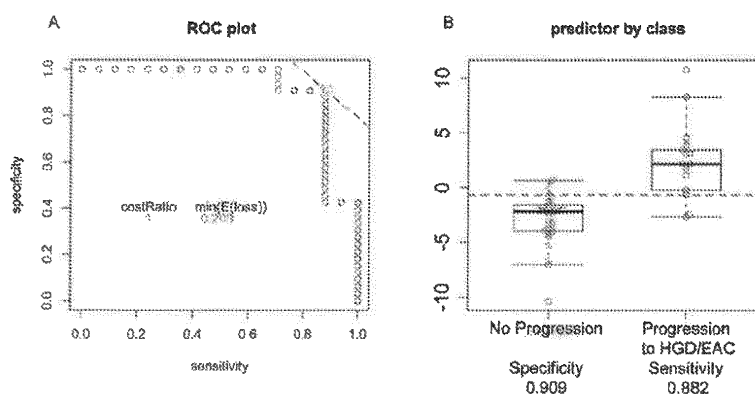 A
ROC plot
specificity
1.0
0.8
0.6
0.4
0.2
0.0
costRatio min(E(loss))
0.0 0.2 0.4 0.6 0.8 1.0
sensitivity
B
predictor by class
10
5
0
-5
-10
No Progression
Progression
to HGD/EAC
Specificity
0.909
Sensitivity
0.882